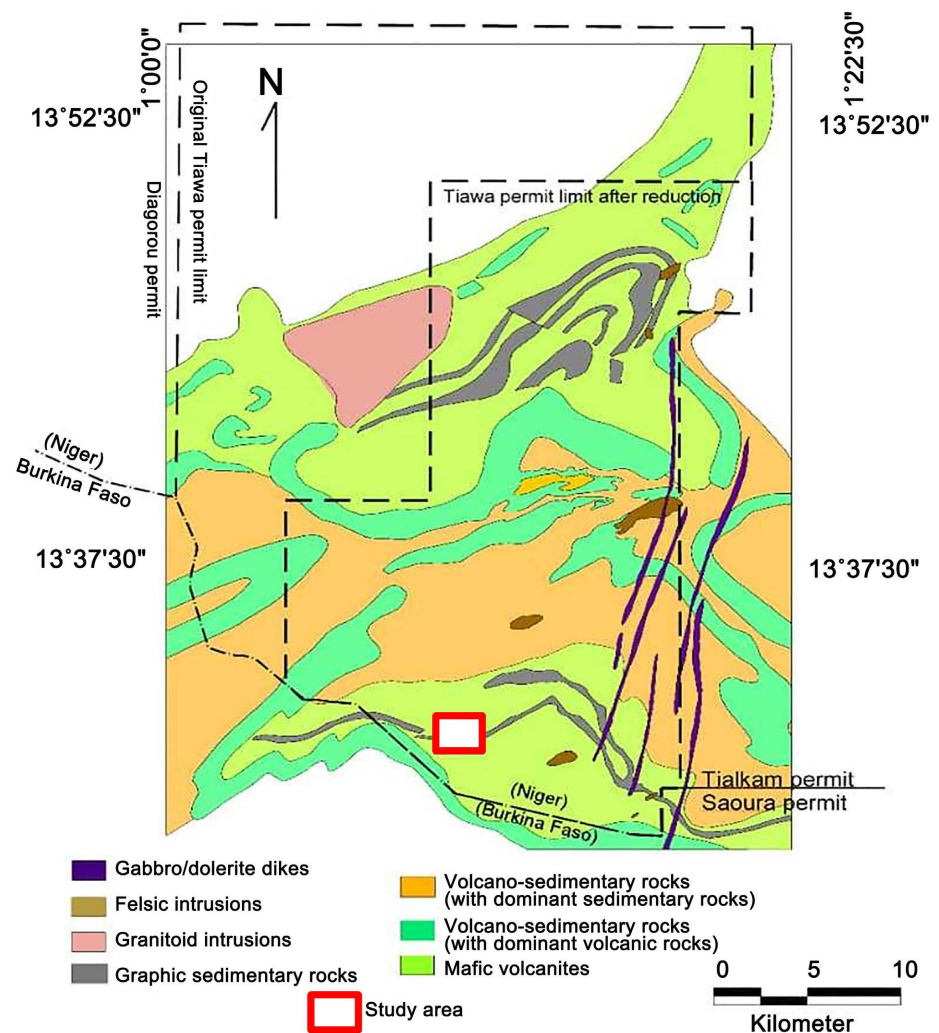 1°00'0"
1°22'30"
N
13°52'30"
13°52'30"
Original Tiawa permit limit
Diagorou permit
Tiawa permit limit after reduction
(Niger)
Burkina Faso
13°37'30"
13°37'30"
Tialkam permit
Saoura permit
(Niger)
(Burkina Faso)
Gabbro/dolerite dikes
Felsic intrusions
Granitoid intrusions
Graphic sedimentary rocks
Volcano-sedimentary rocks
(with dominant sedimentary rocks)
Volcano-sedimentary rocks
(with dominant volcanic rocks)
Mafic volcanites
Study area
0 5 10
Kilometer